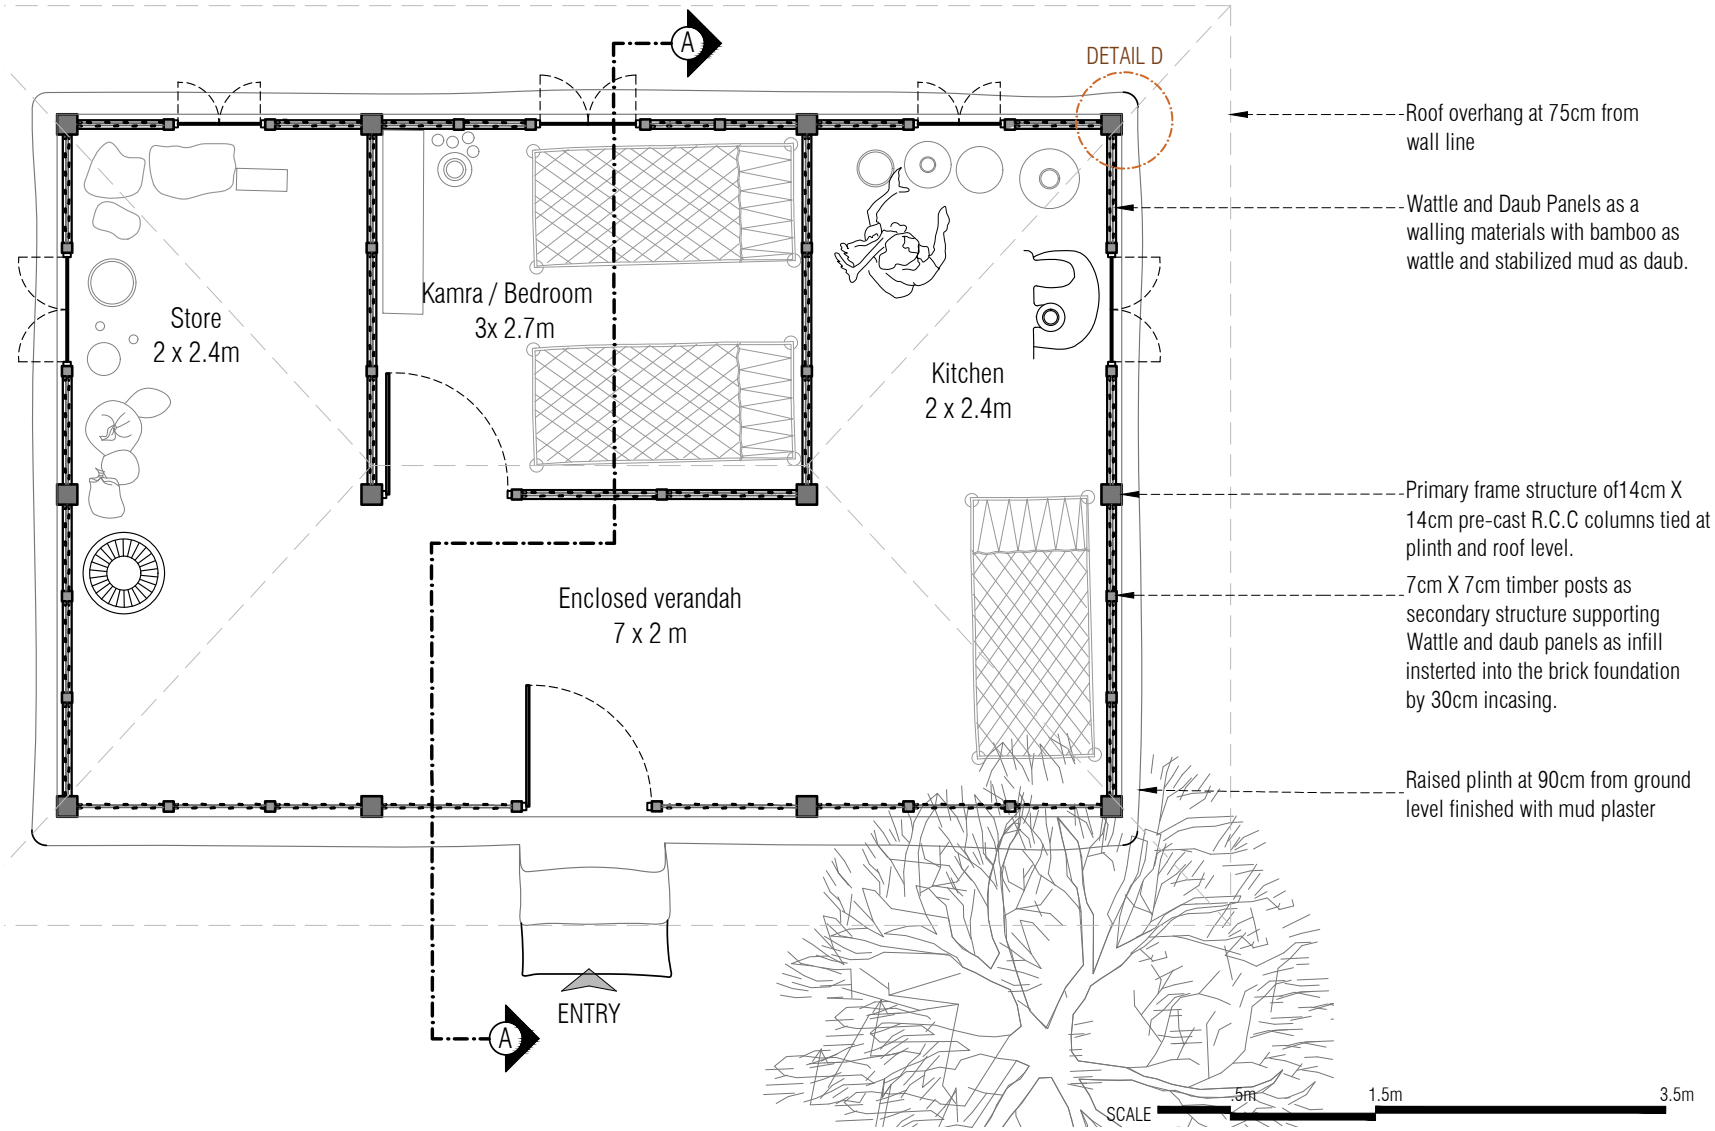 A
DETAIL D
Roof overhang at 75cm from
wall line
Wattle and Daub Panels as a
walling materials with bamboo as
wattle and stabilized mud as daub.
Kamra / Bedroom
3x 2.7m
Store
2 x 2.4m
Kitchen
2 x 2.4m
Primary frame structure of14cm X
14cm pre-cast R.C.C columns tied at
plinth and roof level.
7cm X 7cm timber posts as
secondary structure supporting
Wattle and daub panels as infill
insterted into the brick foundation
by 30cm incasing.
Enclosed verandah
7 x 2 m
Raised plinth at 90cm from ground
level finished with mud plaster
ENTRY
A
SCALE
.5m
1.5m
3.5m